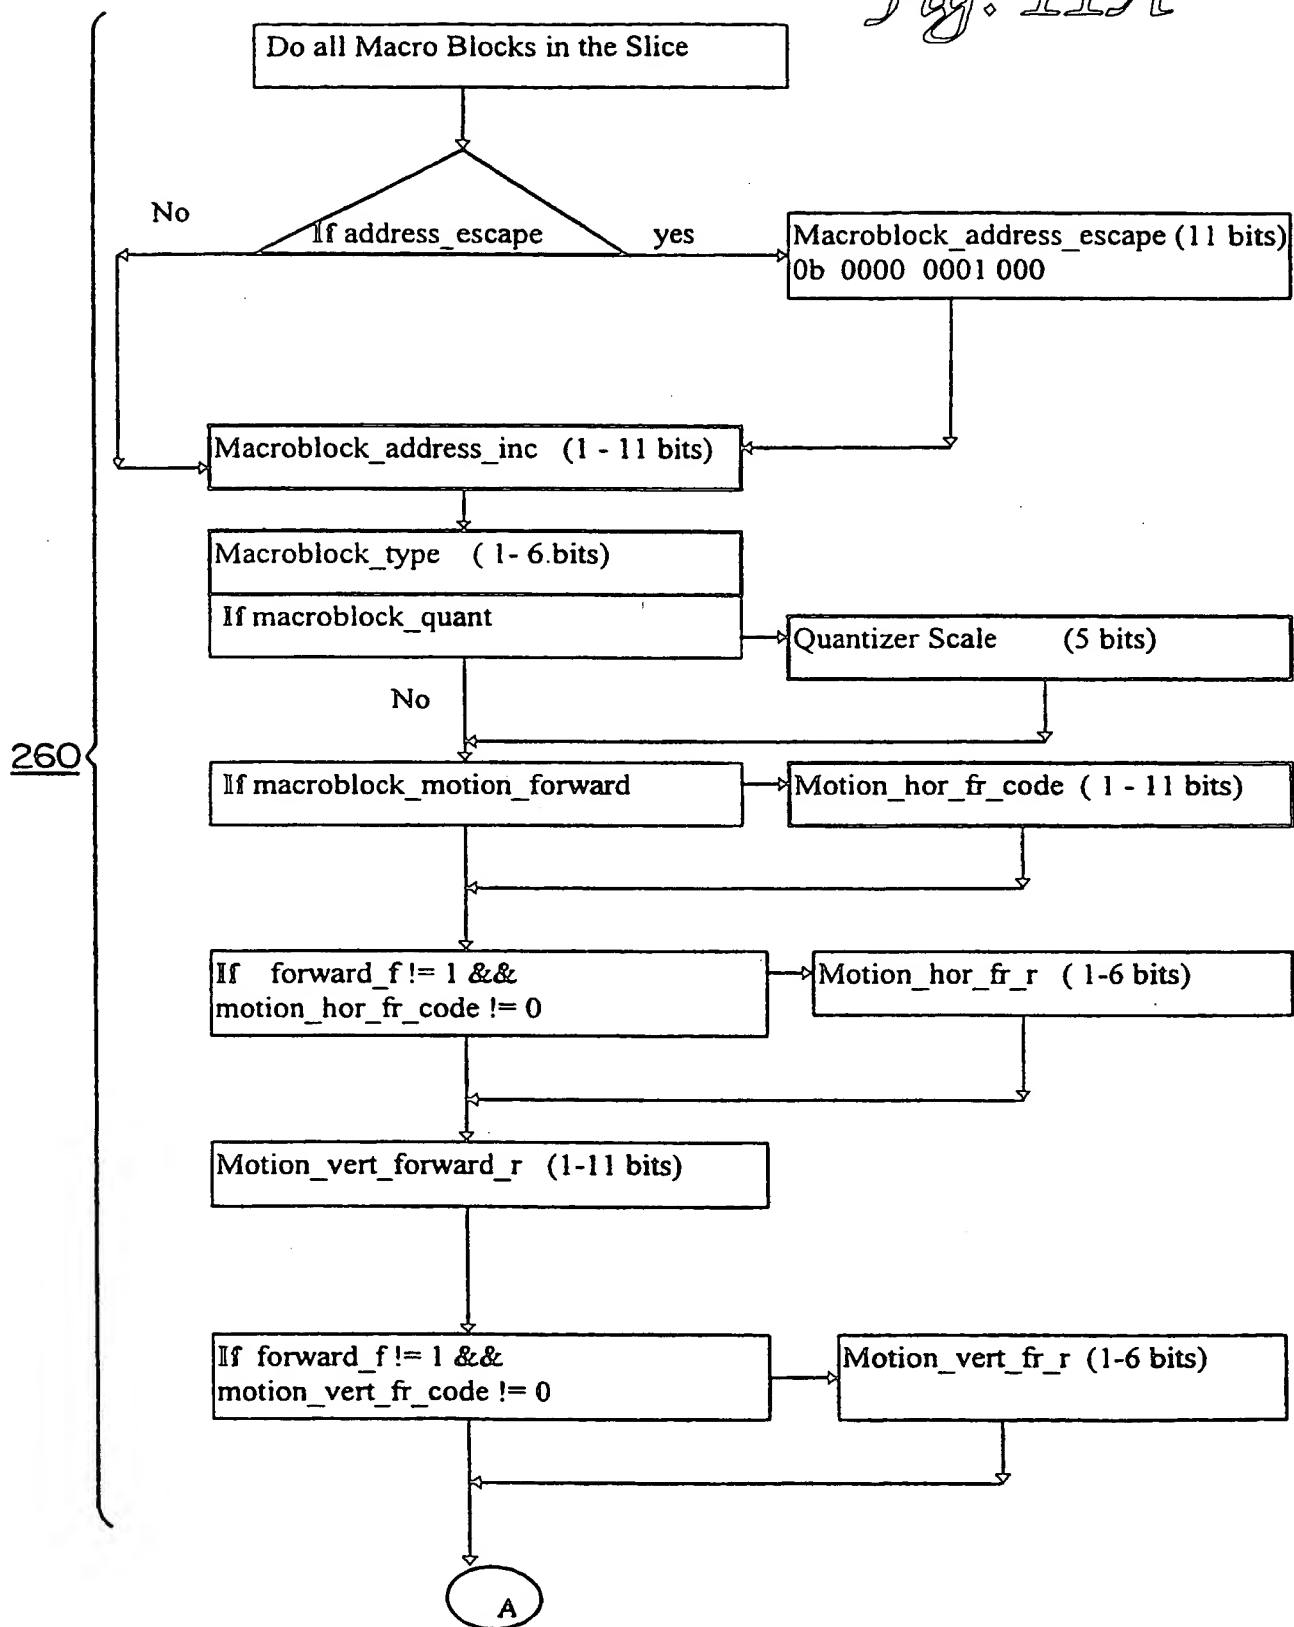 Fig. 11A
Do all Macro Blocks in the Slice
No
If address_escape
yes
Macroblock_address_escape (11 bits)
0b 0000 0001 000
Macroblock_address_inc (1 - 11 bits)
Macroblock_type ( 1- 6.bits)
If macroblock_quant
Quantizer Scale (5 bits)
No
260
If macroblock_motion_forward
Motion_hor_fr_code ( 1 - 11 bits)
If forward_f != 1 &&
motion_hor_fr_code != 0
Motion_hor_fr_r ( 1-6 bits)
Motion_vert_forward_r (1-11 bits)
If forward_f != 1 &&
motion_vert_fr_code != 0
Motion_vert_fr_r (1-6 bits)
A